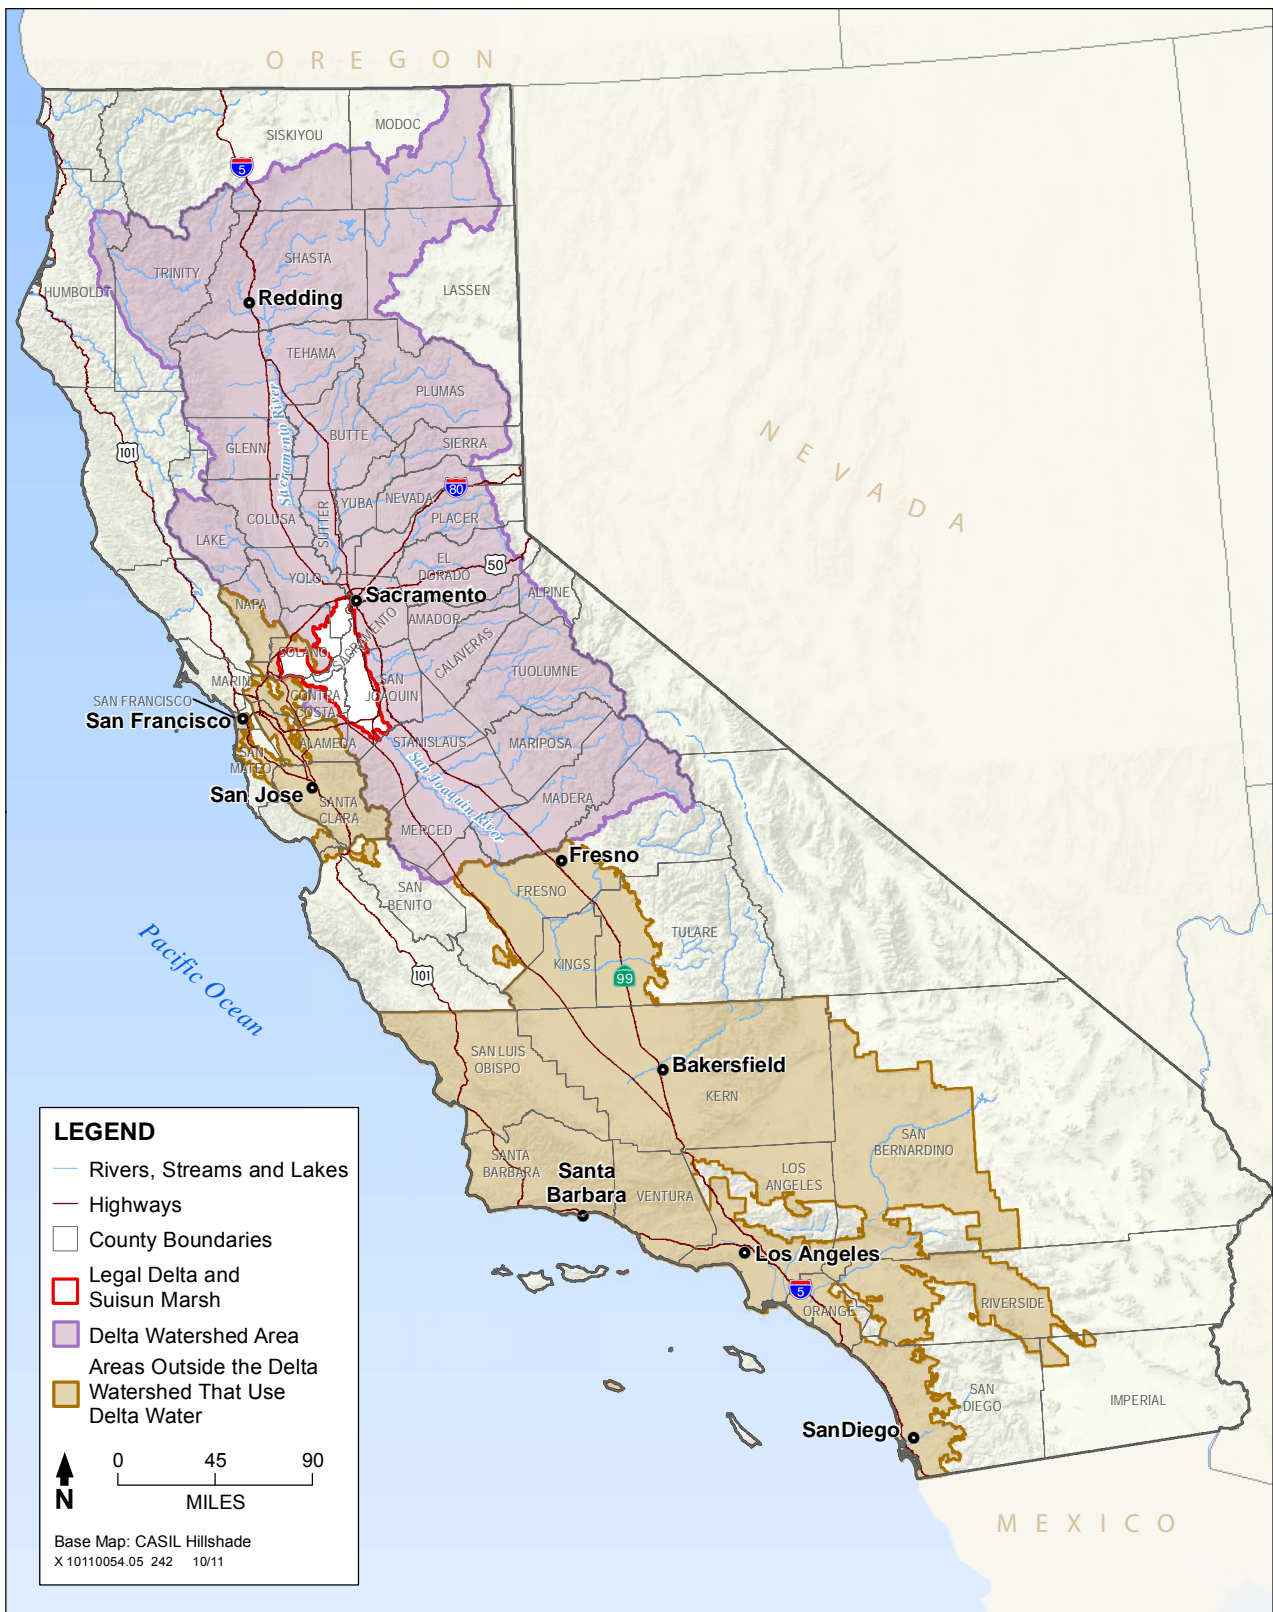 OREGON
SISKIYOU
MODOC
5
TRINITY
SHASTA
HUMBOLDT
LASSEN
Redding
TEHAMA
PLUMAS
Sacramento River
NEVADA
101
GLENN
BUTTE
SIERRA
80
COLUSA
SUTTER
YUBA
NEVADA
PLACER
LAKE
EL
DORADO
50
YOLO
NAPA
Sacramento
ALPINE
AMADOR
SACRAMENTO
SOLANO
CALAVERAS
TUOLUMNE
MARIN
SAN
JOAQUIN
CONTRA
COSTA
SAN FRANCISCO
San Francisco
ALAMEDA
STANISLAUS
MARIPOSA
SAN
MATEO
San Joaquin River
San Jose
SANTA
CLARA
MADERA
MERCED
Fresno
FRESNO
SAN
BENITO
TULARE
Pacific Ocean
KINGS
101
99
SAN LUIS
OBISPO
Bakersfield
KERN
SAN
BERNARDINO
SANTA
BARBARA
Santa
Barbara
VENTURA
LOS
ANGELES
Los Angeles
5
ORANGE
RIVERSIDE
SAN
DIEGO
IMPERIAL
SanDiego
MEXICO
LEGEND
Rivers, Streams and Lakes
Highways
County Boundaries
Legal Delta and
Suisun Marsh
Delta Watershed Area
Areas Outside the Delta
Watershed That Use
Delta Water
N
0 45 90
MILES
Base Map: CASIL Hillshade
X 10110054.05 242 10/11